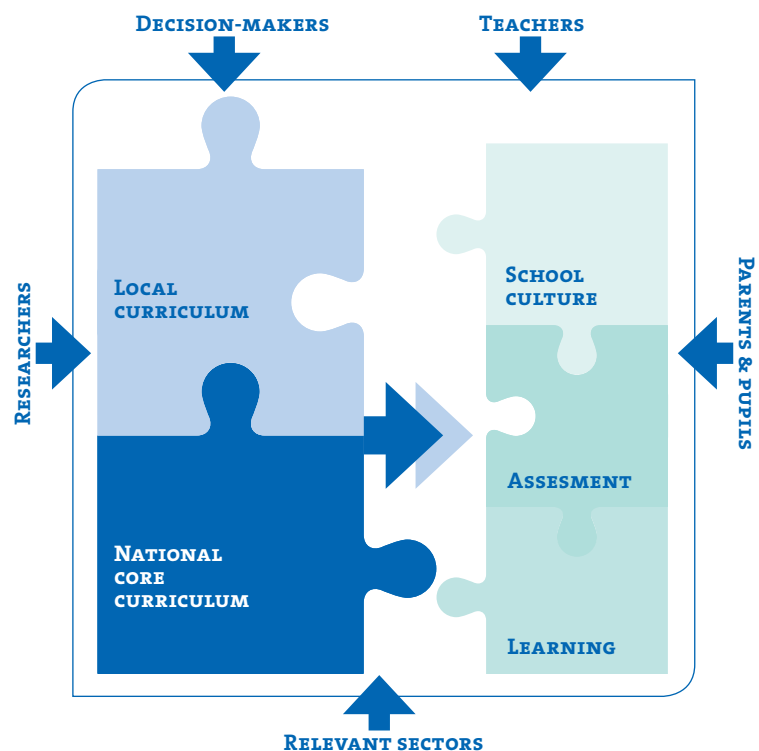 Decision-makers
Teachers
School
culture
Local
curriculum
Researchers
Parents & pupils
Assesment
National
core
curriculum
Learning
Relevant sectors